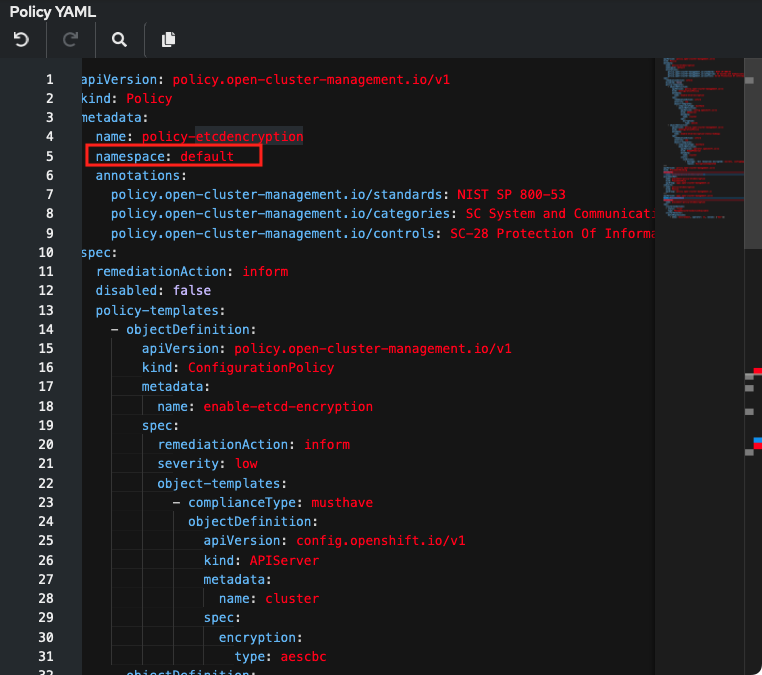 Policy YAML
1 apiVersion: policy.open-cluster-management.io/v1
2 kind: Policy
3 metadata:
4   name: policy-etcdencryption
5   namespace: default
6   annotations:
7     policy.open-cluster-management.io/standards: NIST SP 800-53
8     policy.open-cluster-management.io/categories: SC System and Communicati
9     policy.open-cluster-management.io/controls: SC-28 Protection Of Informa
10 spec:
11   remediationAction: inform
12   disabled: false
13   policy-templates:
14     - objectDefinition:
15         apiVersion: policy.open-cluster-management.io/v1
16         kind: ConfigurationPolicy
17         metadata:
18           name: enable-etcd-encryption
19         spec:
20           remediationAction: inform
21           severity: low
22           object-templates:
23             - complianceType: musthave
24               objectDefinition:
25                 apiVersion: config.openshift.io/v1
26                 kind: APIServer
27                 metadata:
28                   name: cluster
29                 spec:
30                   encryption:
31                     type: aescbc
32     - objectDefinition: